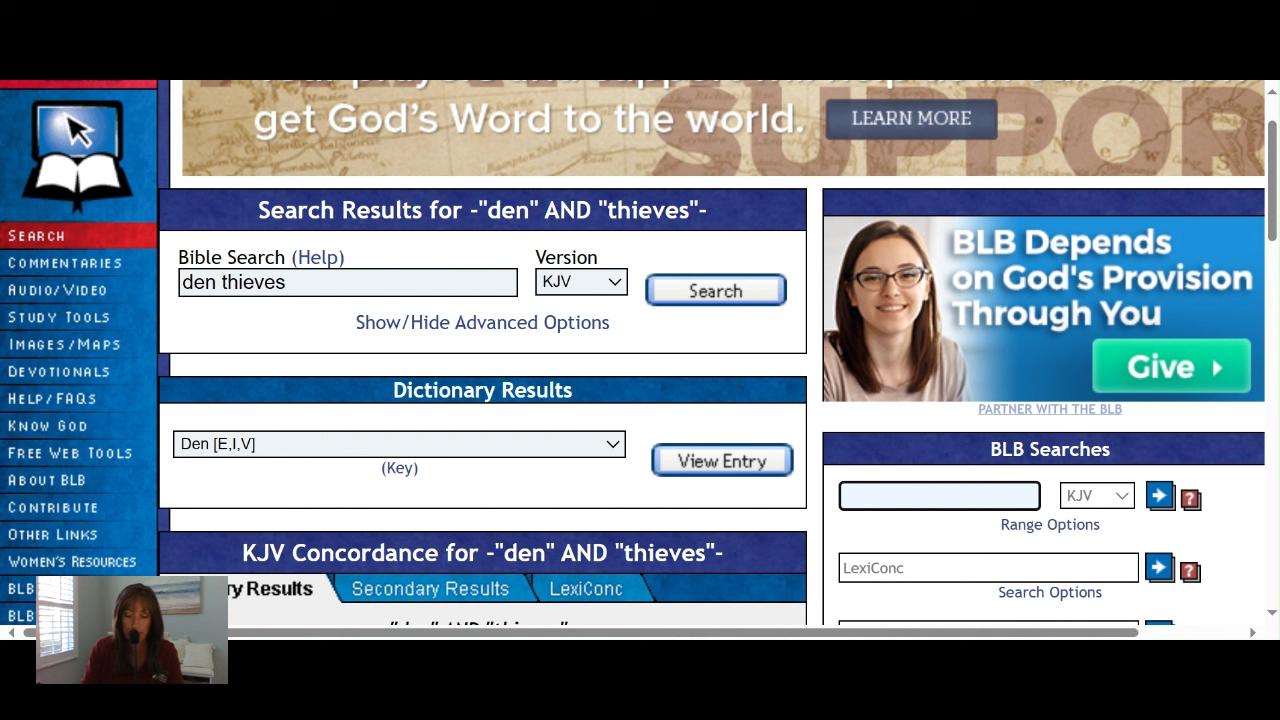 get God's Word to the world.
LEARN MORE
SUPPOR
SEARCH
COMMENTARIES
AUDIO/VIDEO
STUDY TOOLS
IMAGES/MAPS
DEVOTIONALS
HELP/FAQS
KNOW GOD
FREE WEB TOOLS
ABOUT BLB
CONTRIBUTE
OTHER LINKS
WOMEN'S RESOURCES
BLB
BLB
Search Results for -"den" AND "thieves"-
Bible Search (Help)
Version
den thieves
KJV
Search
Show/Hide Advanced Options
Dictionary Results
Den [E,I,V]
View Entry
(Key)
KJV Concordance for -"den" AND "thieves"-
ry Results
Secondary Results
LexiConc
BLB Depends
on God's Provision
Through You
Give
PARTNER WITH THE BLB
BLB Searches
KJV
?
Range Options
LexiConc
?
Search Options